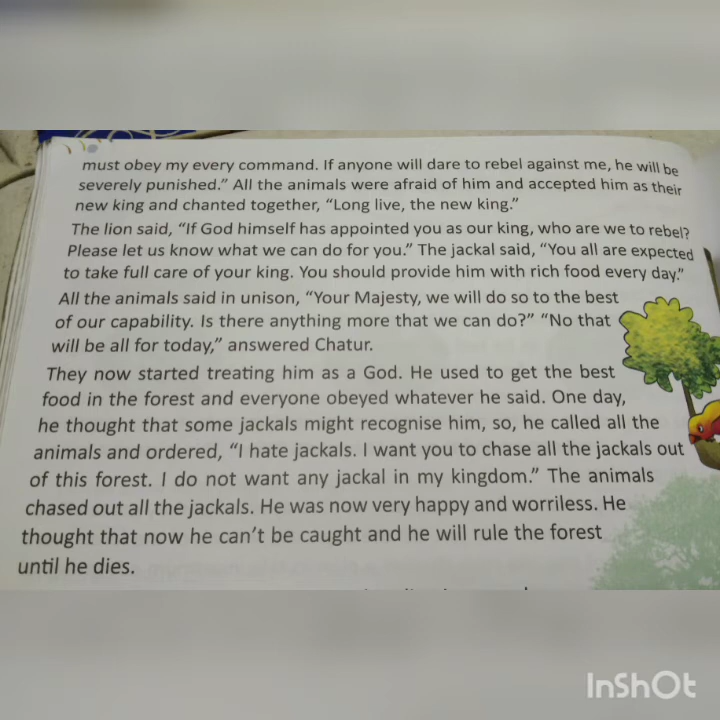 must obey my every command. If anyone will dare to rebel against me, he will be
severely punished.” All the animals were afraid of him and accepted him as their
new king and chanted together, “Long live, the new king.”
The lion said, “If God himself has appointed you as our king, who are we to rebel?
Please let us know what we can do for you.” The jackal said, “You all are expected
to take full care of your king. You should provide him with rich food every day.”
All the animals said in unison, “Your Majesty, we will do so to the best
of our capability. Is there anything more that we can do?” “No that
will be all for today,” answered Chatur.
They now started treating him as a God. He used to get the best
food in the forest and everyone obeyed whatever he said. One day,
he thought that some jackals might recognise him, so, he called all the
animals and ordered, “I hate jackals. I want you to chase all the jackals out
of this forest. I do not want any jackal in my kingdom.” The animals
chased out all the jackals. He was now very happy and worriless. He
thought that now he can’t be caught and he will rule the forest
until he dies.
InShOt